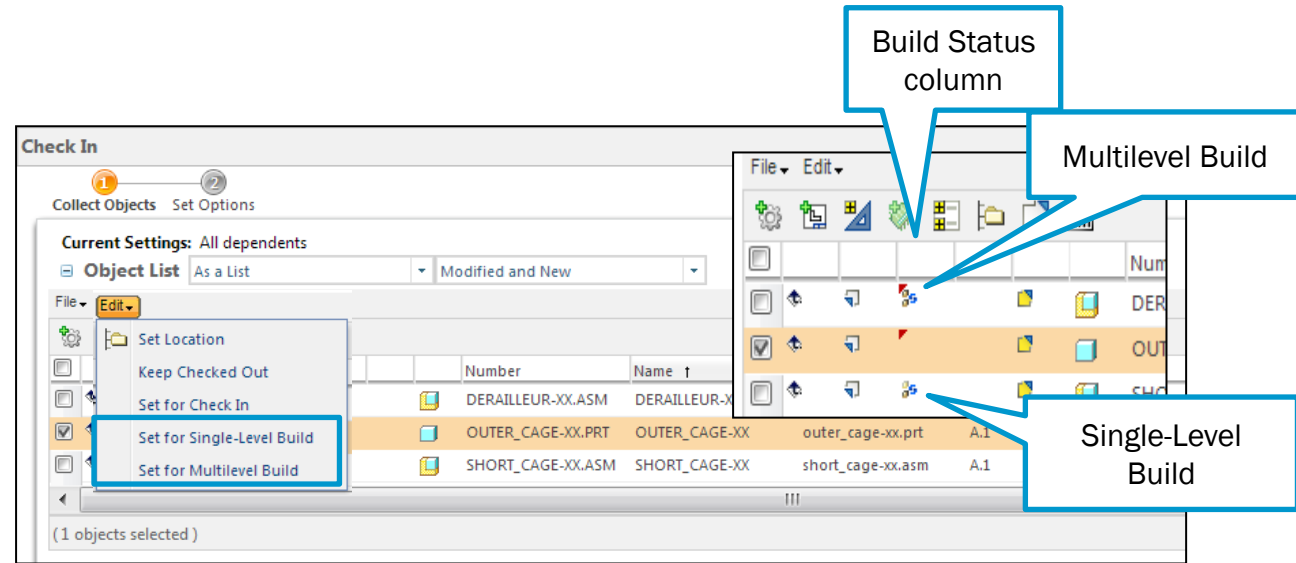 Build Status
column
Multilevel Build
Check In
1 2
Collect Objects Set Options
Current Settings: All dependents
Object List As a List Modified and New
File Edit
Set Location
Keep Checked Out
Set for Check In
Set for Single-Level Build
Set for Multilevel Build
Number Name
DERAILLEUR-XX.ASM DERAILLEUR-X
OUTER_CAGE-XX.PRT OUTER_CAGE-XX outer_cage-xx.prt A.1
SHORT_CAGE-XX.ASM SHORT_CAGE-XX short_cage-xx.asm A.1
(1 objects selected )
File Edit
Num
DER
OUT
SHC
Single-Level
Build